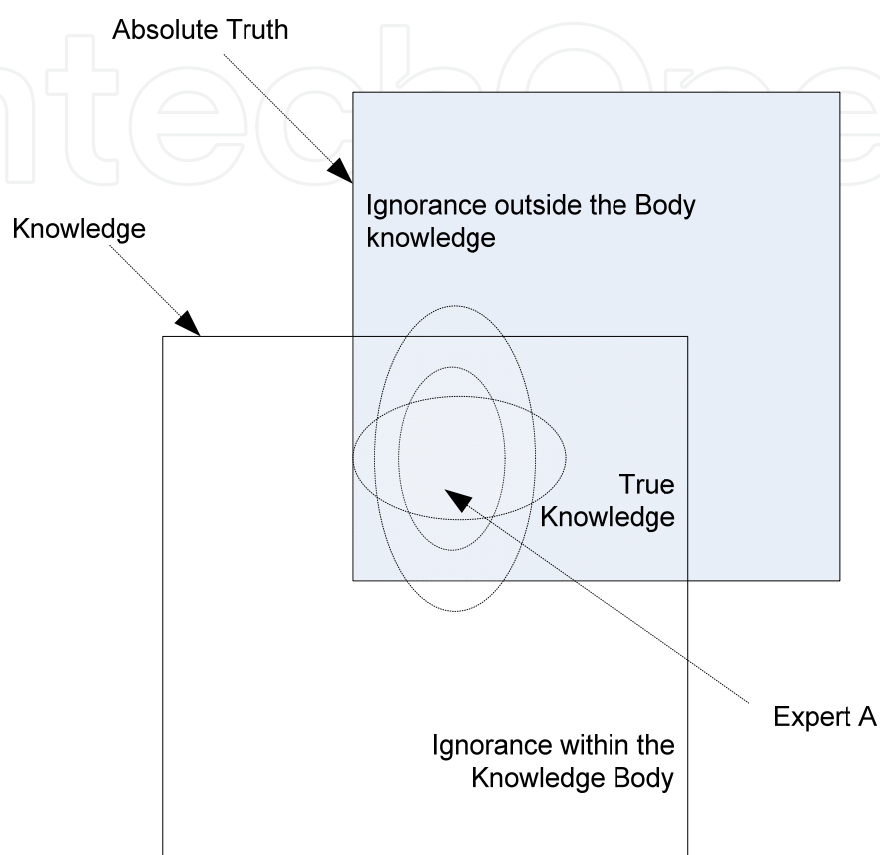 Absolute Truth
Ignorance outside the Body
knowledge
Knowledge
True
Knowledge
Expert A
Ignorance within the
Knowledge Body